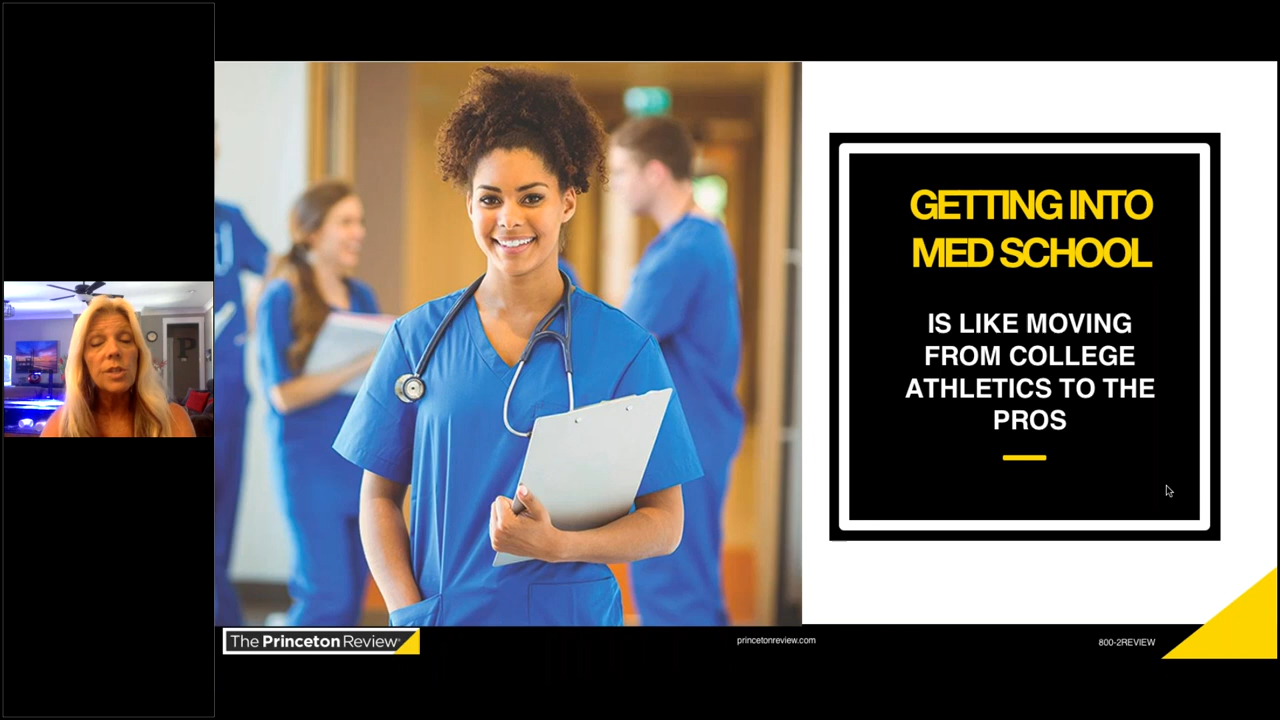 GETTING INTO
MED SCHOOL
IS LIKE MOVING
FROM COLLEGE
ATHLETICS TO THE
PROS
P
The Princeton Review
princetonreview.com
800-2REVIEW